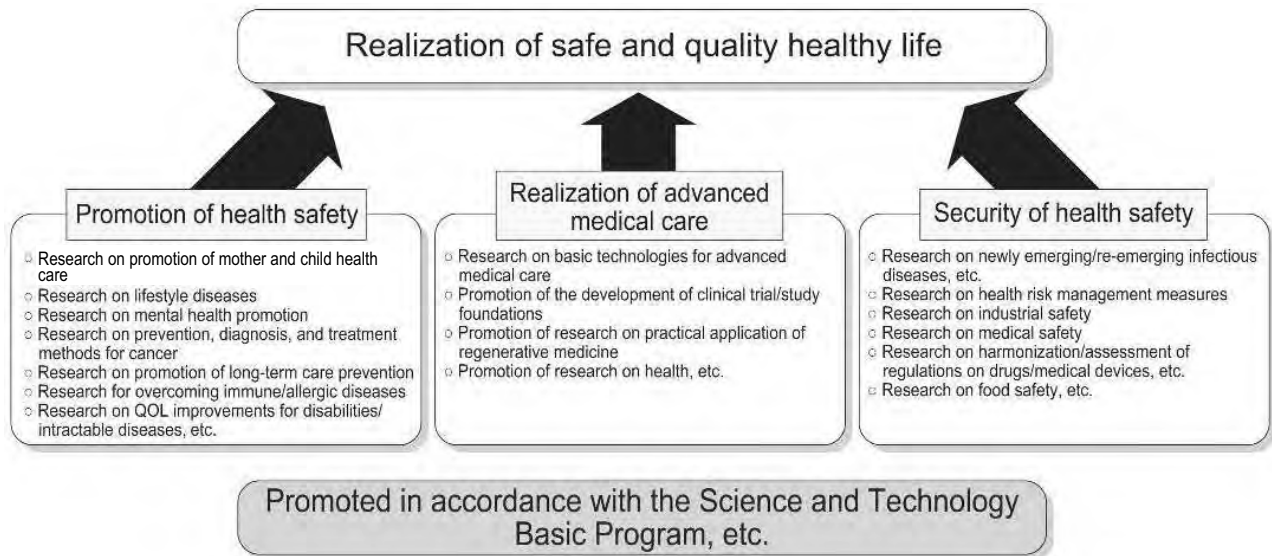 Realization of safe and quality healthy life
Promotion of health safety
○ Research on promotion of mother and child health
care
○ Research on lifestyle diseases
○ Research on mental health promotion
○ Research on prevention, diagnosis, and treatment
methods for cancer
○ Research on promotion of long-term care prevention
○ Research for overcoming immune/allergic diseases
○ Research on QOL improvements for disabilities/
intractable diseases, etc.
Realization of advanced
medical care
○ Research on basic technologies for advanced
medical care
○ Promotion of the development of clinical trial/study
foundations
○ Promotion of research on practical application of
regenerative medicine
○ Promotion of research on health, etc.
Security of health safety
○ Research on newly emerging/re-emerging infectious
diseases, etc.
○ Research on health risk management measures
○ Research on industrial safety
○ Research on medical safety
○ Research on harmonization/assessment of
regulations on drugs/medical devices, etc.
○ Research on food safety, etc.
Promoted in accordance with the Science and Technology
Basic Program, etc.